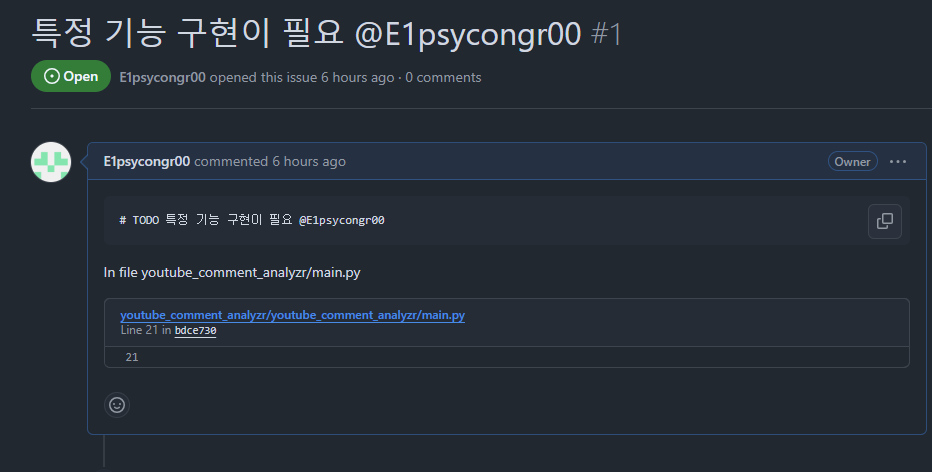 특정 기능 구현이 필요 @E1psycongr00 #1
Open E1psycongr00 opened this issue 6 hours ago · 0 comments
E1psycongr00 commented 6 hours ago Owner ...
# TODO 특정 기능 구현이 필요 @E1psycongr00
In file youtube_comment_analyzr/main.py
youtube_comment_analyzr/youtube_comment_analyzr/main.py
Line 21 in bdce730
21